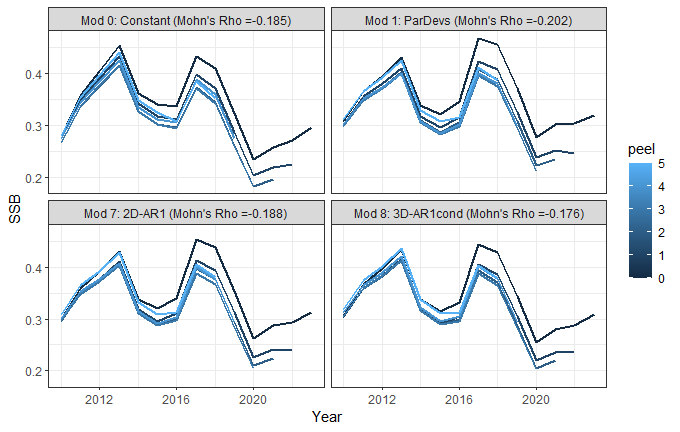 Mod 0: Constant (Mohn's Rho =-0.185)
Mod 1: ParDevs (Mohn's Rho =-0.202)
0.4
0.3
0.2
Mod 7: 2D-AR1 (Mohn's Rho =-0.188)
Mod 8: 3D-AR1cond (Mohn's Rho =-0.176)
0.4
0.3
0.2
2012
2016
2020
2012
2016
2020
SSB
Year
peel
5
4
3
2
1
0